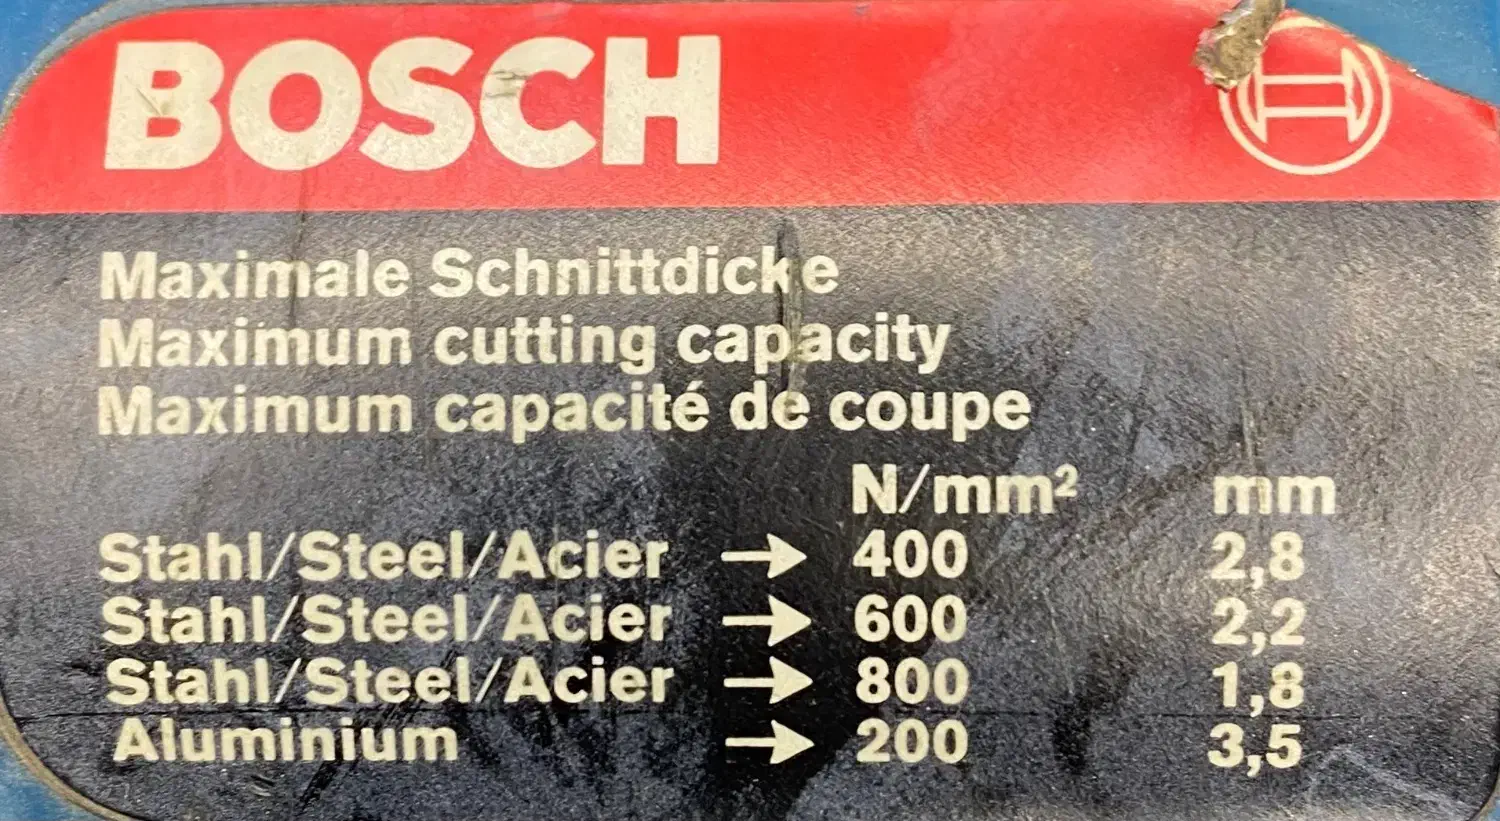 BOSCH
Maximale Schnittdicke
Maximum cutting capacity
Maximum capacité de coupe
N/mm² mm
Stahl/Steel/Acier → 400 2,8
Stahl/Steel/Acier → 600 2,2
Stahl/Steel/Acier → 800 1,8
Aluminium → 200 3,5